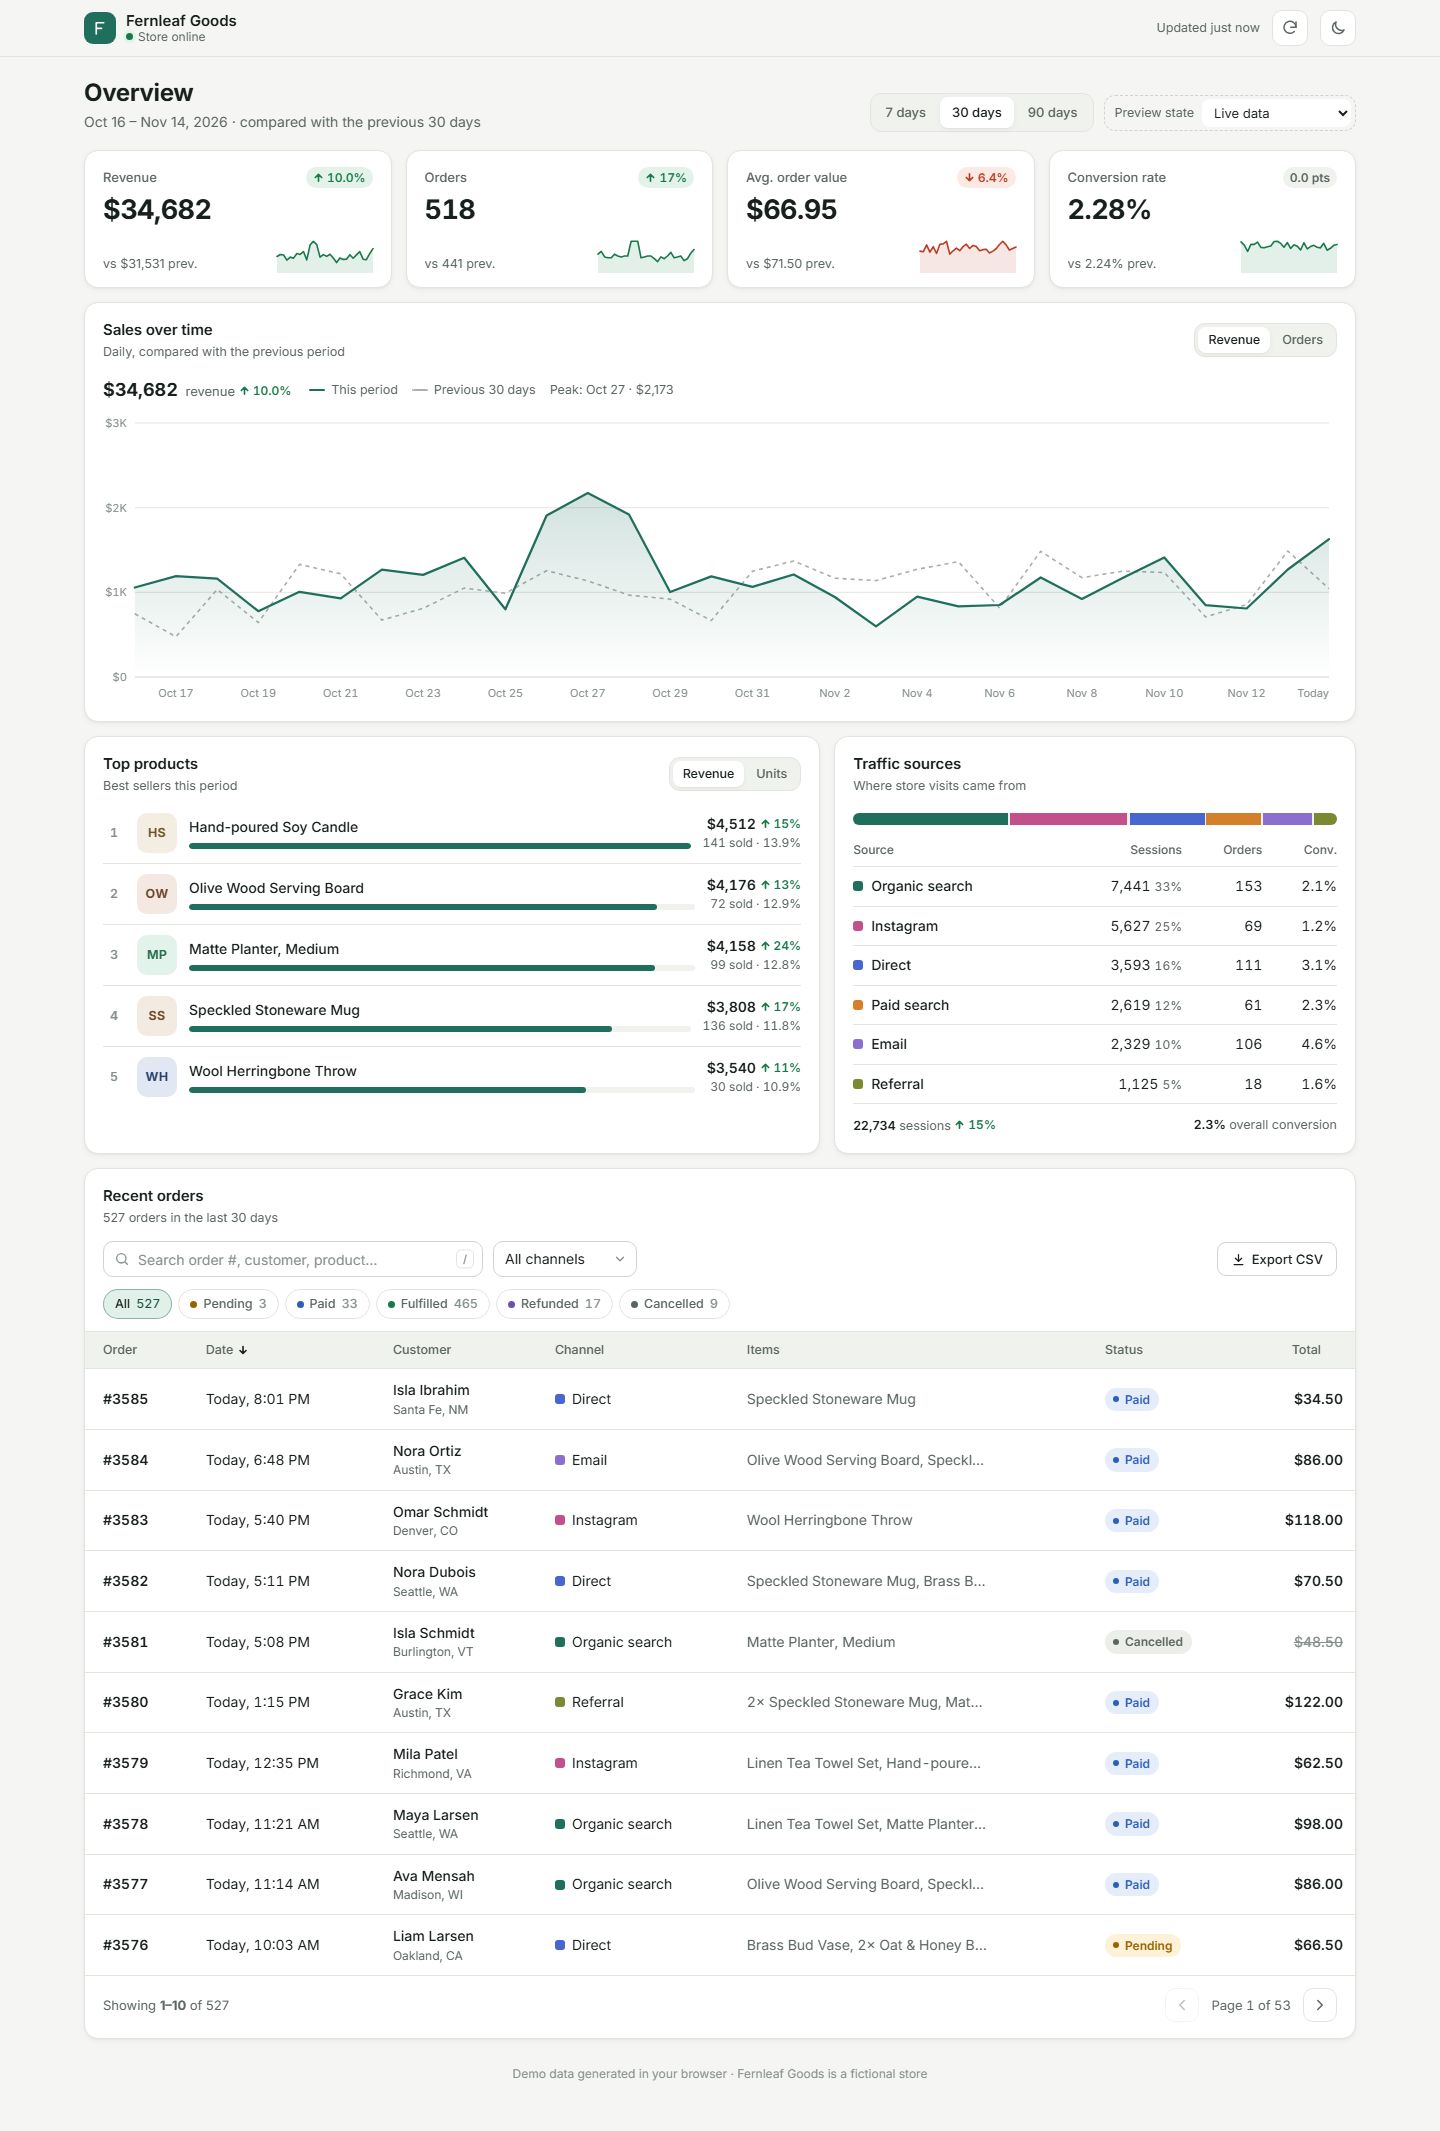 F
Fernleaf Goods
Store online
Updated just now
Overview
Oct 16 – Nov 14, 2026 · compared with the previous 30 days
7 days 30 days 90 days
Preview state Live data
Revenue ↑ 10.0%
$34,682
vs $31,531 prev.
Orders ↑ 17%
518
vs 441 prev.
Avg. order value ↓ 6.4%
$66.95
vs $71.50 prev.
Conversion rate 0.0 pts
2.28%
vs 2.24% prev.
Sales over time
Daily, compared with the previous period
Revenue Orders
$34,682 revenue ↑ 10.0% This period Previous 30 days Peak: Oct 27 · $2,173
$3K
$2K
$1K
$0
Oct 17 Oct 19 Oct 21 Oct 23 Oct 25 Oct 27 Oct 29 Oct 31 Nov 2 Nov 4 Nov 6 Nov 8 Nov 10 Nov 12 Today
Top products
Best sellers this period
Revenue Units
1 HS Hand-poured Soy Candle $4,512 ↑ 15%
141 sold · 13.9%
2 OW Olive Wood Serving Board $4,176 ↑ 13%
72 sold · 12.9%
3 MP Matte Planter, Medium $4,158 ↑ 24%
99 sold · 12.8%
4 SS Speckled Stoneware Mug $3,808 ↑ 17%
136 sold · 11.8%
5 WH Wool Herringbone Throw $3,540 ↑ 11%
30 sold · 10.9%
Traffic sources
Where store visits came from
Source Sessions Orders Conv.
Organic search 7,441 33% 153 2.1%
Instagram 5,627 25% 69 1.2%
Direct 3,593 16% 111 3.1%
Paid search 2,619 12% 61 2.3%
Email 2,329 10% 106 4.6%
Referral 1,125 5% 18 1.6%
22,734 sessions ↑ 15% 2.3% overall conversion
Recent orders
527 orders in the last 30 days
Search order #, customer, product... / All channels Export CSV
All 527 Pending 3 Paid 33 Fulfilled 465 Refunded 17 Cancelled 9
Order Date ↓ Customer Channel Items Status Total
#3585 Today, 8:01 PM Isla Ibrahim Direct Speckled Stoneware Mug Paid $34.50
Santa Fe, NM
#3584 Today, 6:48 PM Nora Ortiz Email Olive Wood Serving Board, Speckl... Paid $86.00
Austin, TX
#3583 Today, 5:40 PM Omar Schmidt Instagram Wool Herringbone Throw Paid $118.00
Denver, CO
#3582 Today, 5:11 PM Nora Dubois Direct Speckled Stoneware Mug, Brass B... Paid $70.50
Seattle, WA
#3581 Today, 5:08 PM Isla Schmidt Organic search Matte Planter, Medium Cancelled $48.50
Burlington, VT
#3580 Today, 1:15 PM Grace Kim Referral 2× Speckled Stoneware Mug, Mat... Paid $122.00
Austin, TX
#3579 Today, 12:35 PM Mila Patel Instagram Linen Tea Towel Set, Hand-poure... Paid $62.50
Richmond, VA
#3578 Today, 11:21 AM Maya Larsen Organic search Linen Tea Towel Set, Matte Planter... Paid $98.00
Seattle, WA
#3577 Today, 11:14 AM Ava Mensah Organic search Olive Wood Serving Board, Speckl... Paid $86.00
Madison, WI
#3576 Today, 10:03 AM Liam Larsen Direct Brass Bud Vase, 2× Oat & Honey B... Pending $66.50
Oakland, CA
Showing 1–10 of 527 Page 1 of 53
Demo data generated in your browser · Fernleaf Goods is a fictional store